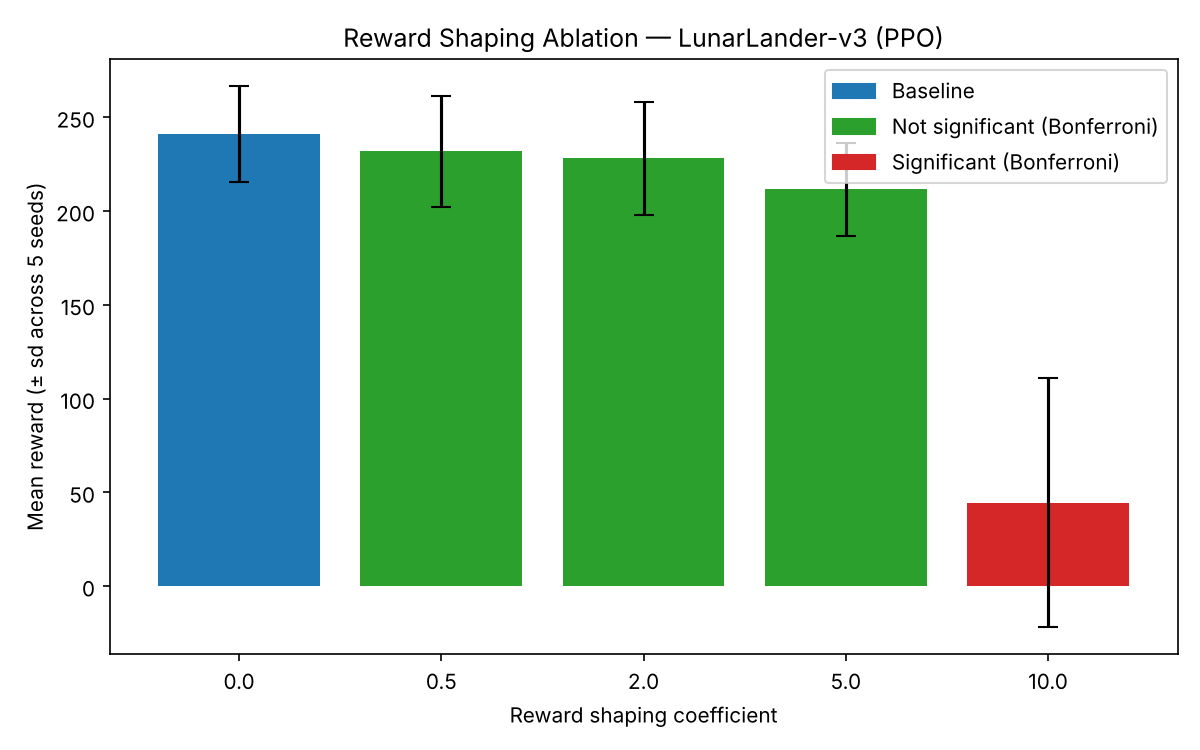 Reward Shaping Ablation — LunarLander-v3 (PPO)
Baseline
Not significant (Bonferroni)
Significant (Bonferroni)
Mean reward (± sd across 5 seeds)
250
200
150
100
50
0
0.0
0.5
2.0
5.0
10.0
Reward shaping coefficient